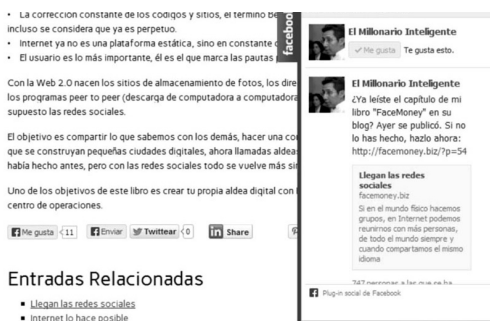 • La corrección constante de los códigos y sitios, el término Be
incluso se considera que ya es perpetuo.
• Internet ya no es una plataforma estática, sino en constante
• El usuario es lo más importante, él es el que marca las pautas
Con la Web 2.0 nacen los sitios de almacenamiento de fotos, los dire
los programas peer to peer (descarga de computadora a computadora
supuesto las redes sociales.
El objetivo es compartir lo que sabemos con los demás, hacer una co
que se construyan pequeñas ciudades digitales, ahora llamadas aldea
había hecho antes, pero con las redes sociales todo se vuelve más si
Uno de los objetivos de este libro es crear tu propia aldea digital con
centro de operaciones.
Me gusta 11 Enviar Twittear 0 Share
Entradas Relacionadas
▪ Llegan las redes sociales
▪ Internet lo hace posible
faceboo
El Millonario Inteligente
Me gusta Te gusta esto.
El Millonario Inteligente
¿Ya leíste el capítulo de mi
libro "FaceMoney" en su
blog? Ayer se publicó. Si no
lo has hecho, hazlo ahora:
http://facemoney.biz/?p=54
Llegan las redes
sociales
facemoney.biz
Si en el mundo físico hacemos
grupos, en Internet podemos
reunirnos con más personas,
de todo el mundo siempre y
cuando compartamos el mismo
idioma
747 personas a las que se ha
Plug-in social de Facebook